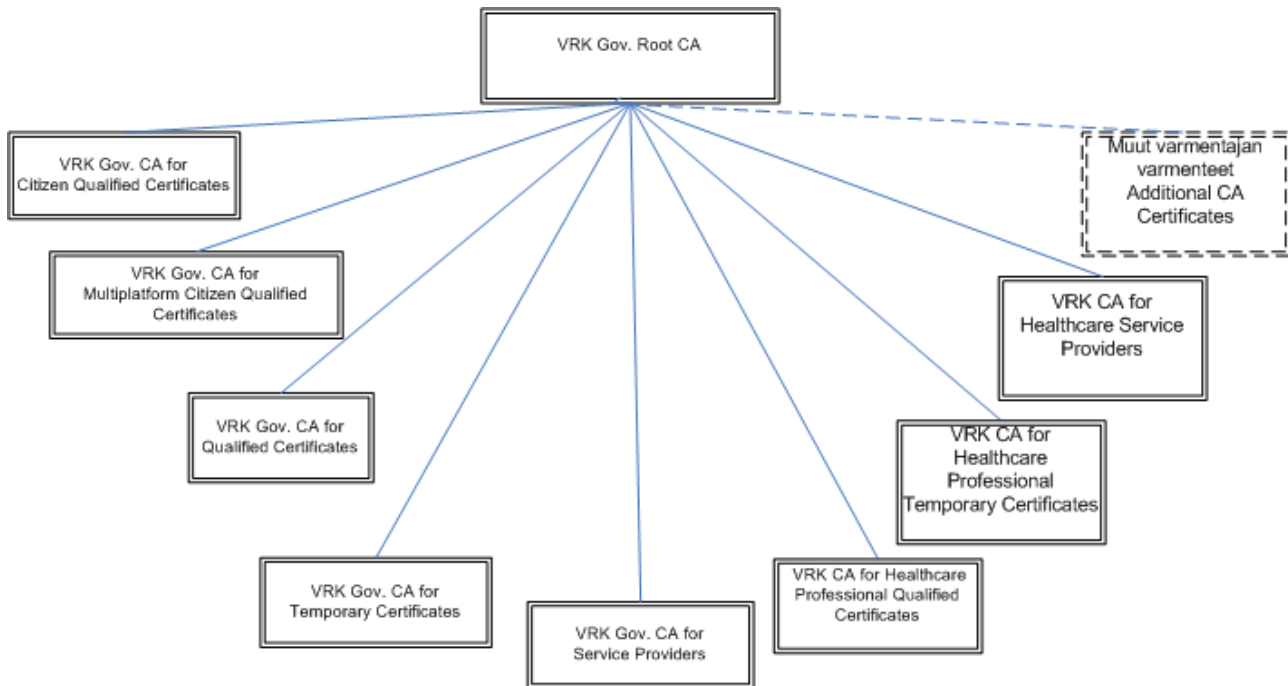 VRK Gov. Root CA
VRK Gov. CA for
Citizen Qualified Certificates
Muut varmentajan
varmenteet
Additional CA
Certificates
VRK Gov. CA for
Multiplatform Citizen Qualified
Certificates
VRK CA for
Healthcare Service
Providers
VRK Gov. CA for
Qualified Certificates
VRK CA for
Healthcare
Professional
Temporary Certificates
VRK Gov. CA for
Temporary Certificates
VRK CA for Healthcare
Professional Qualified
Certificates
VRK Gov. CA for
Service Providers